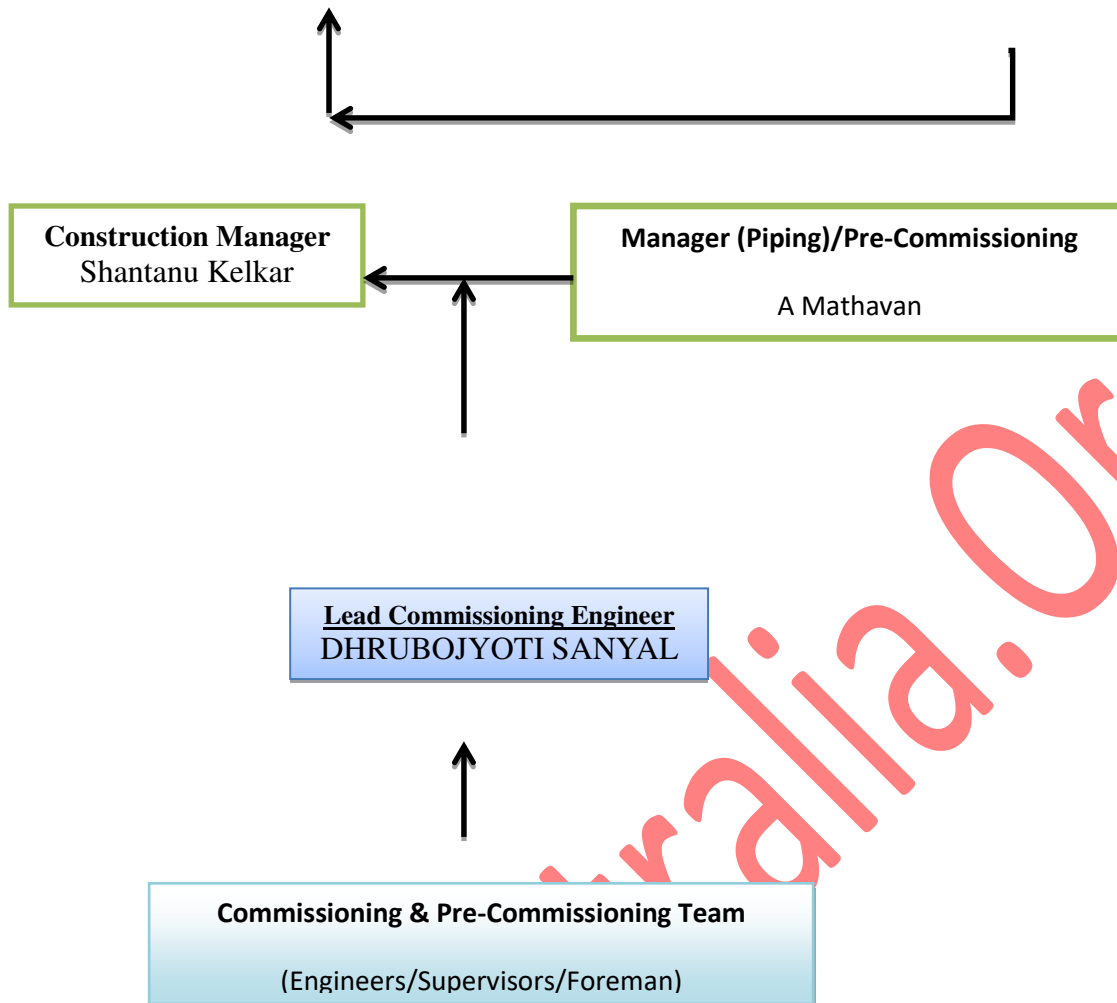 Construction Manager
Shantanu Kelkar
Manager (Piping)/Pre-Commissioning
A Mathavan
Lead Commissioning Engineer
DHRUBOJYOTI SANYAL
Commissioning & Pre-Commissioning Team
(Engineers/Supervisors/Foreman)